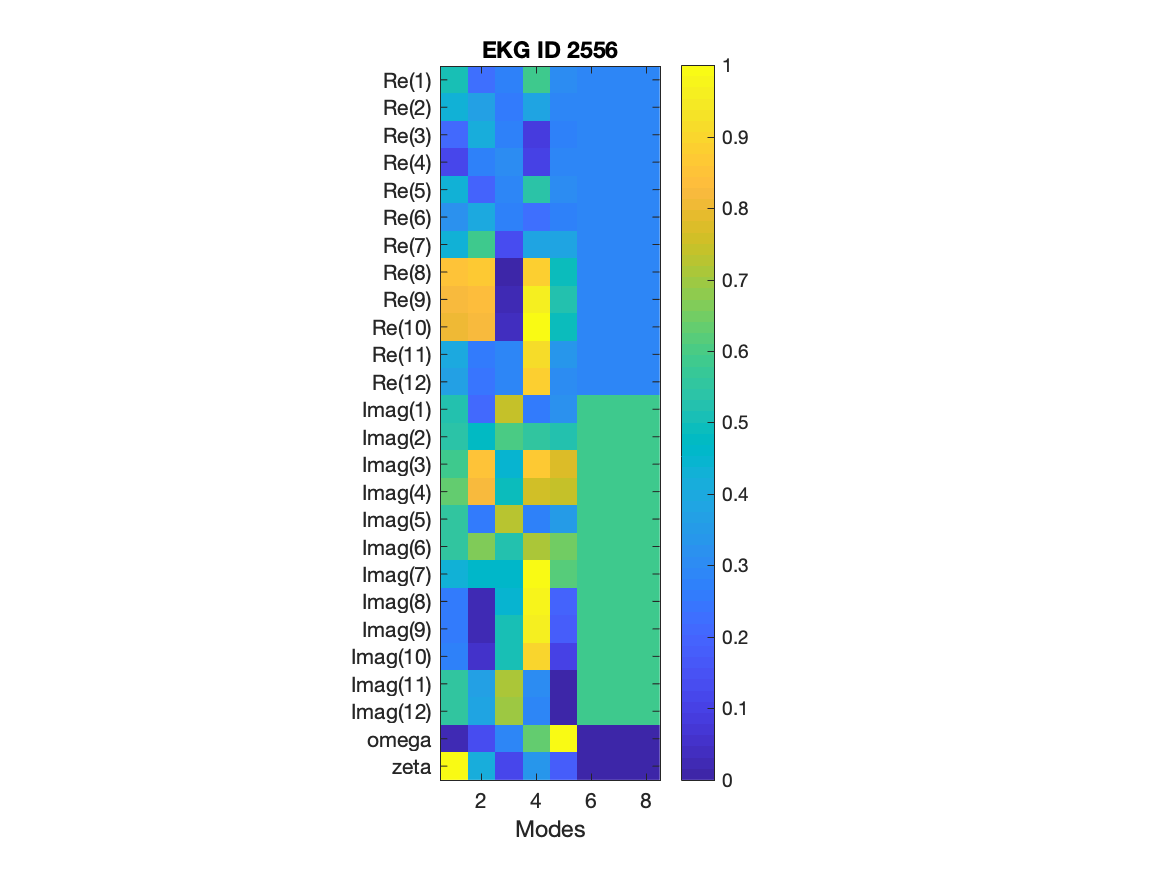 EKG ID 2556
Re(1)
Re(2)
Re(3)
Re(4)
Re(5)
Re(6)
Re(7)
Re(8)
Re(9)
Re(10)
Re(11)
Re(12)
Imag(1)
Imag(2)
Imag(3)
Imag(4)
Imag(5)
Imag(6)
Imag(7)
Imag(8)
Imag(9)
Imag(10)
Imag(11)
Imag(12)
omega
zeta
2 4 6 8
Modes
1
0.9
0.8
0.7
0.6
0.5
0.4
0.3
0.2
0.1
0